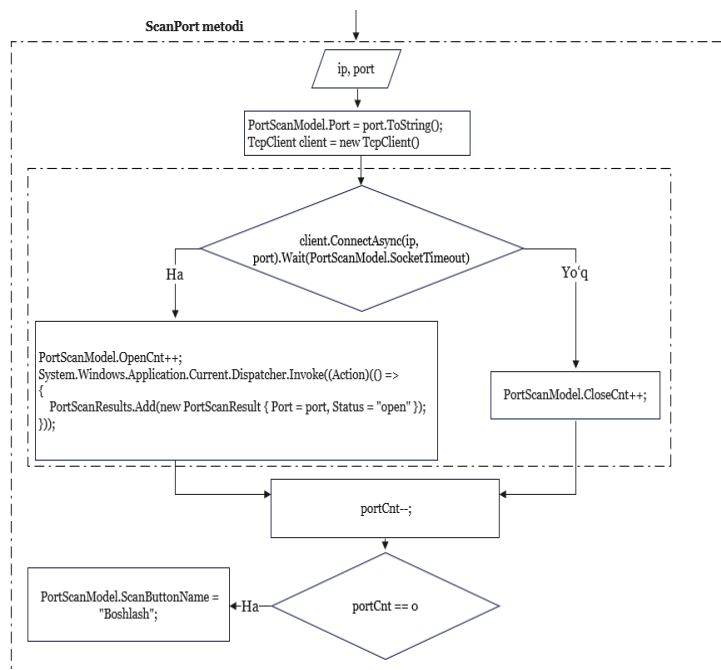 ScanPort metodi
ip, port
PortScanModel.Port = port.ToString();
TcpClient client = new TcpClient()
client.ConnectAsync(ip,
port).Wait(PortScanModel.SocketTimeout)
Ha
Yo'q
PortScanModel.OpenCnt++;
System.Windows.Application.Current.Dispatcher.Invoke((Action)(() =>
{
PortScanResults.Add(new PortScanResult { Port = port, Status = "open" });
}));
PortScanModel.CloseCnt++;
portCnt--;
PortScanModel.ScanButtonName =
"Boshlash";
Ha
portCnt == 0